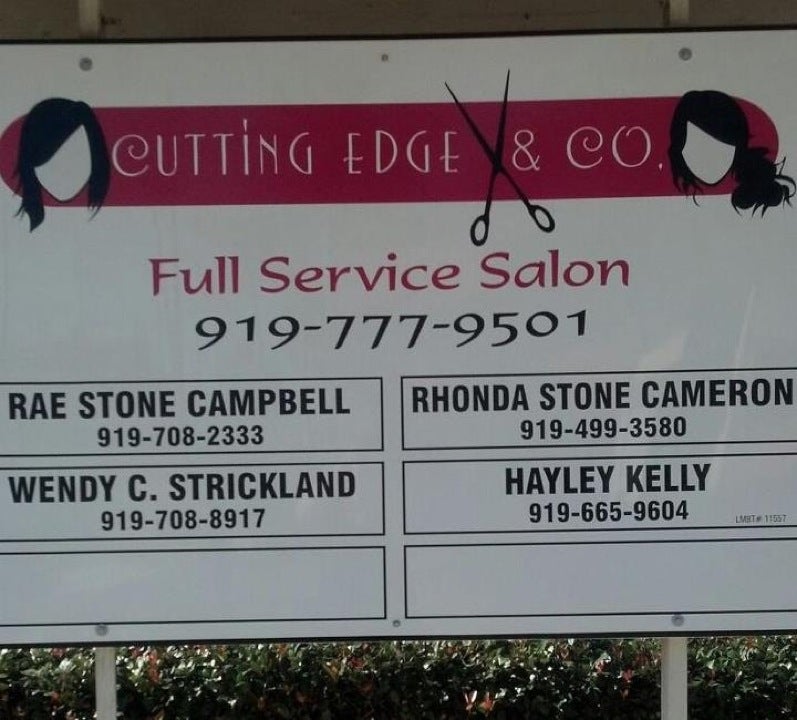 CUTTING EDGE & CO.
Full Service Salon
919-777-9501
RAE STONE CAMPBELL
919-708-2333
RHONDA STONE CAMERON
919-499-3580
WENDY C. STRICKLAND
919-708-8917
HAYLEY KELLY
919-665-9604
LMBT# 11557